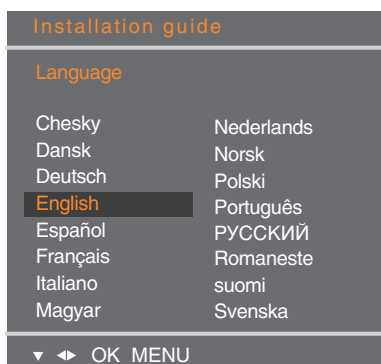 Installation guide
Language
Chesky
Dansk
Deutsch
English
Español
Français
Italiano
Magyar
Nederlands
Norsk
Polski
Português
РУССКИЙ
Romaneste
suomi
Svenska
OK MENU